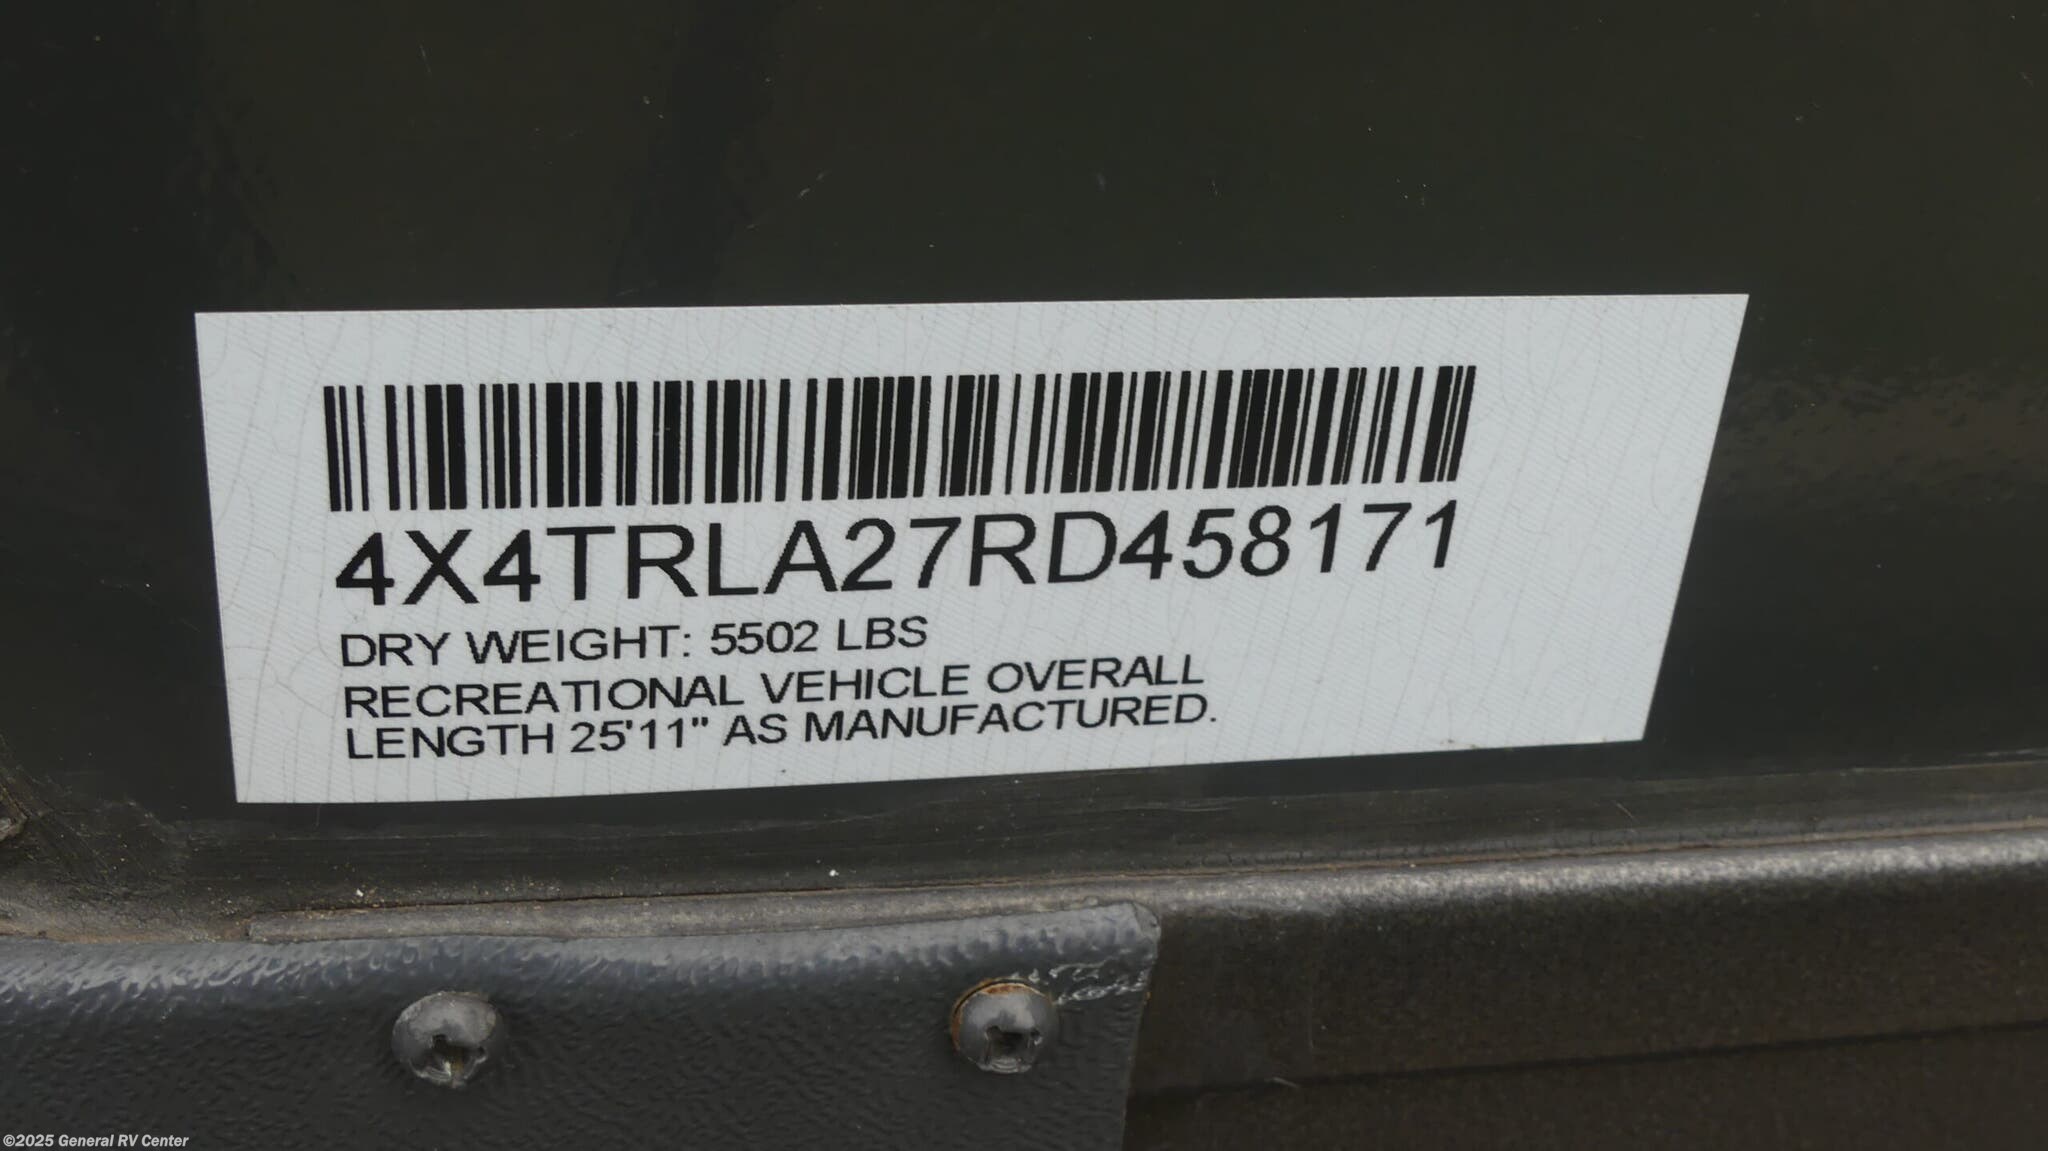 4X4TRLA27RD458171
DRY WEIGHT: 5502 LBS
RECREATIONAL VEHICLE OVERALL
LENGTH 25'11" AS MANUFACTURED.
©2025 General RV Center